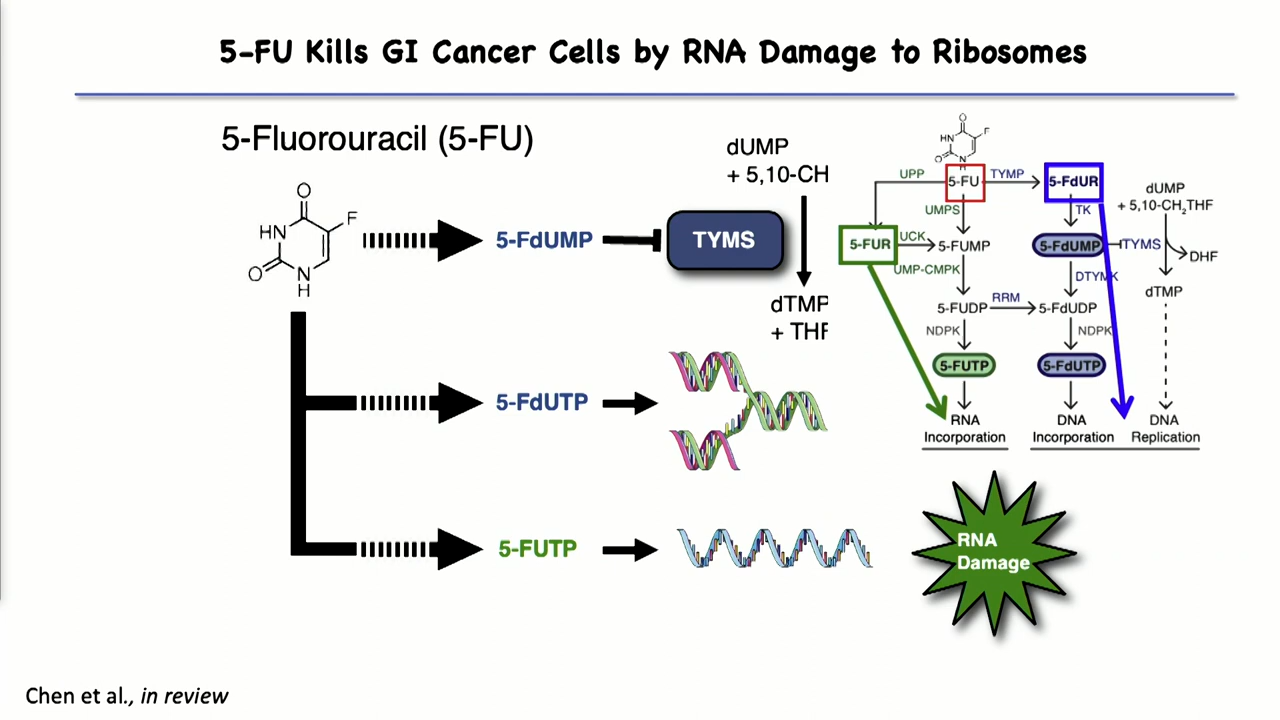 5-FU Kills GI Cancer Cells by RNA Damage to Ribosomes
5-Fluorouracil (5-FU)
O
F
HN
O
N
H
5-FdUMP
TYMS
dUMP
+ 5,10-CH
dTMP
+ THF
5-FdUTP
5-FUTP
O
F
HN
O
N
H
UPP
5-FU
TYMP
5-FdUR
dUMP
+ 5,10-CH₂THF
UMPS
TK
5-FUR
UCK
5-FUMP
5-FdUMP
TYMS
DHF
UMP-CMPK
DTYMK
dTMP
5-FUDP
RRM
5-FdUDP
NDPK
NDPK
5-FUTP
5-FdUTP
RNA
Incorporation
DNA
Incorporation
DNA
Replication
RNA
Damage
Chen et al., in review